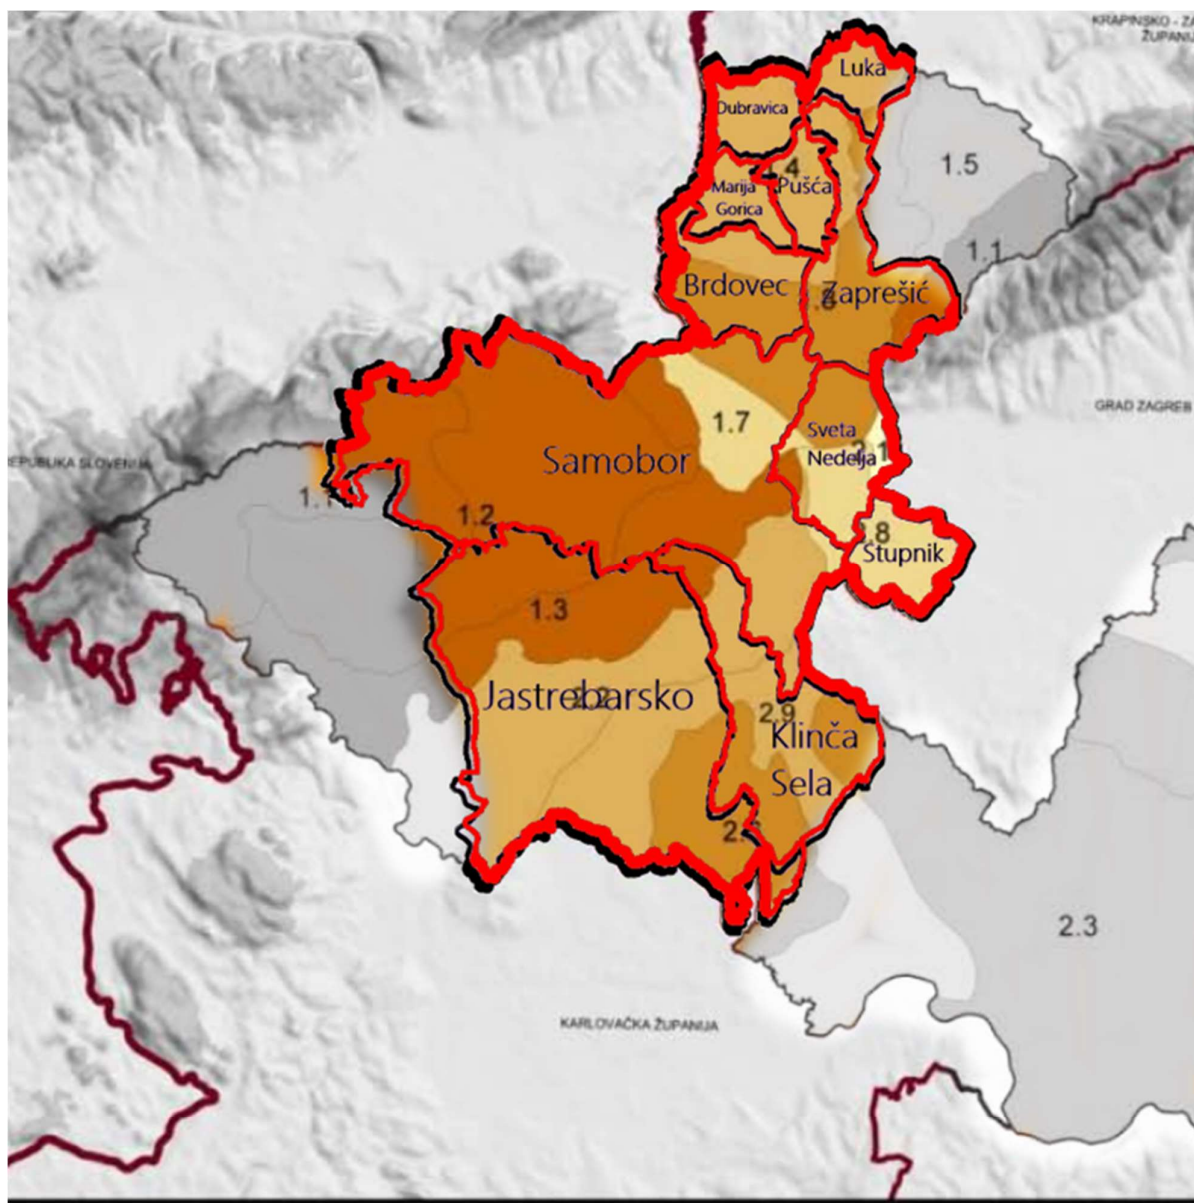 KRAPINSKO - ZA
ŽUPANIJ
Luka
Dubravica
1.5
4
Pušća
Marija
Gorica
1.1
Brdovec
Zaprešić
GRAD ZAGREB
1.7
Sveta
Nedelja
REPUBLIKA SLOVENIJA
Samobor
1.2
Stupnik
1.3
Jastrebarsko
2.2
2.9
Klinča
Sela
2.3
KARLOVAČKA ŽUPANIJA